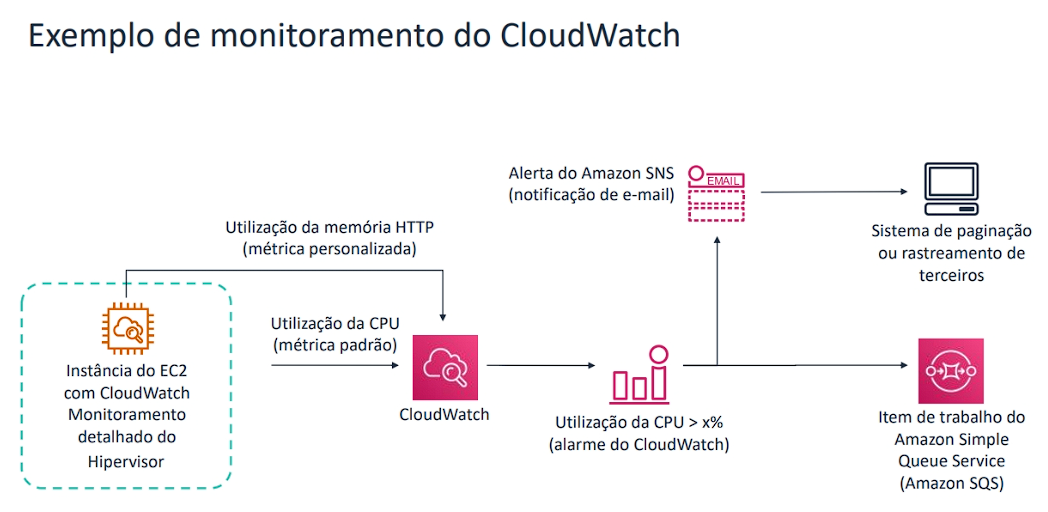 Exemplo de monitoramento do CloudWatch
Alerta do Amazon SNS
(notificação de e-mail)
EMAIL
Sistema de paginação
ou rastreamento de
terceiros
Utilização da memória HTTP
(métrica personalizada)
Utilização da CPU
(métrica padrão)
Instância do EC2
com CloudWatch
Monitoramento
detalhado do
Hipervisor
CloudWatch
Utilização da CPU > x%
(alarme do CloudWatch)
Item de trabalho do
Amazon Simple
Queue Service
(Amazon SQS)